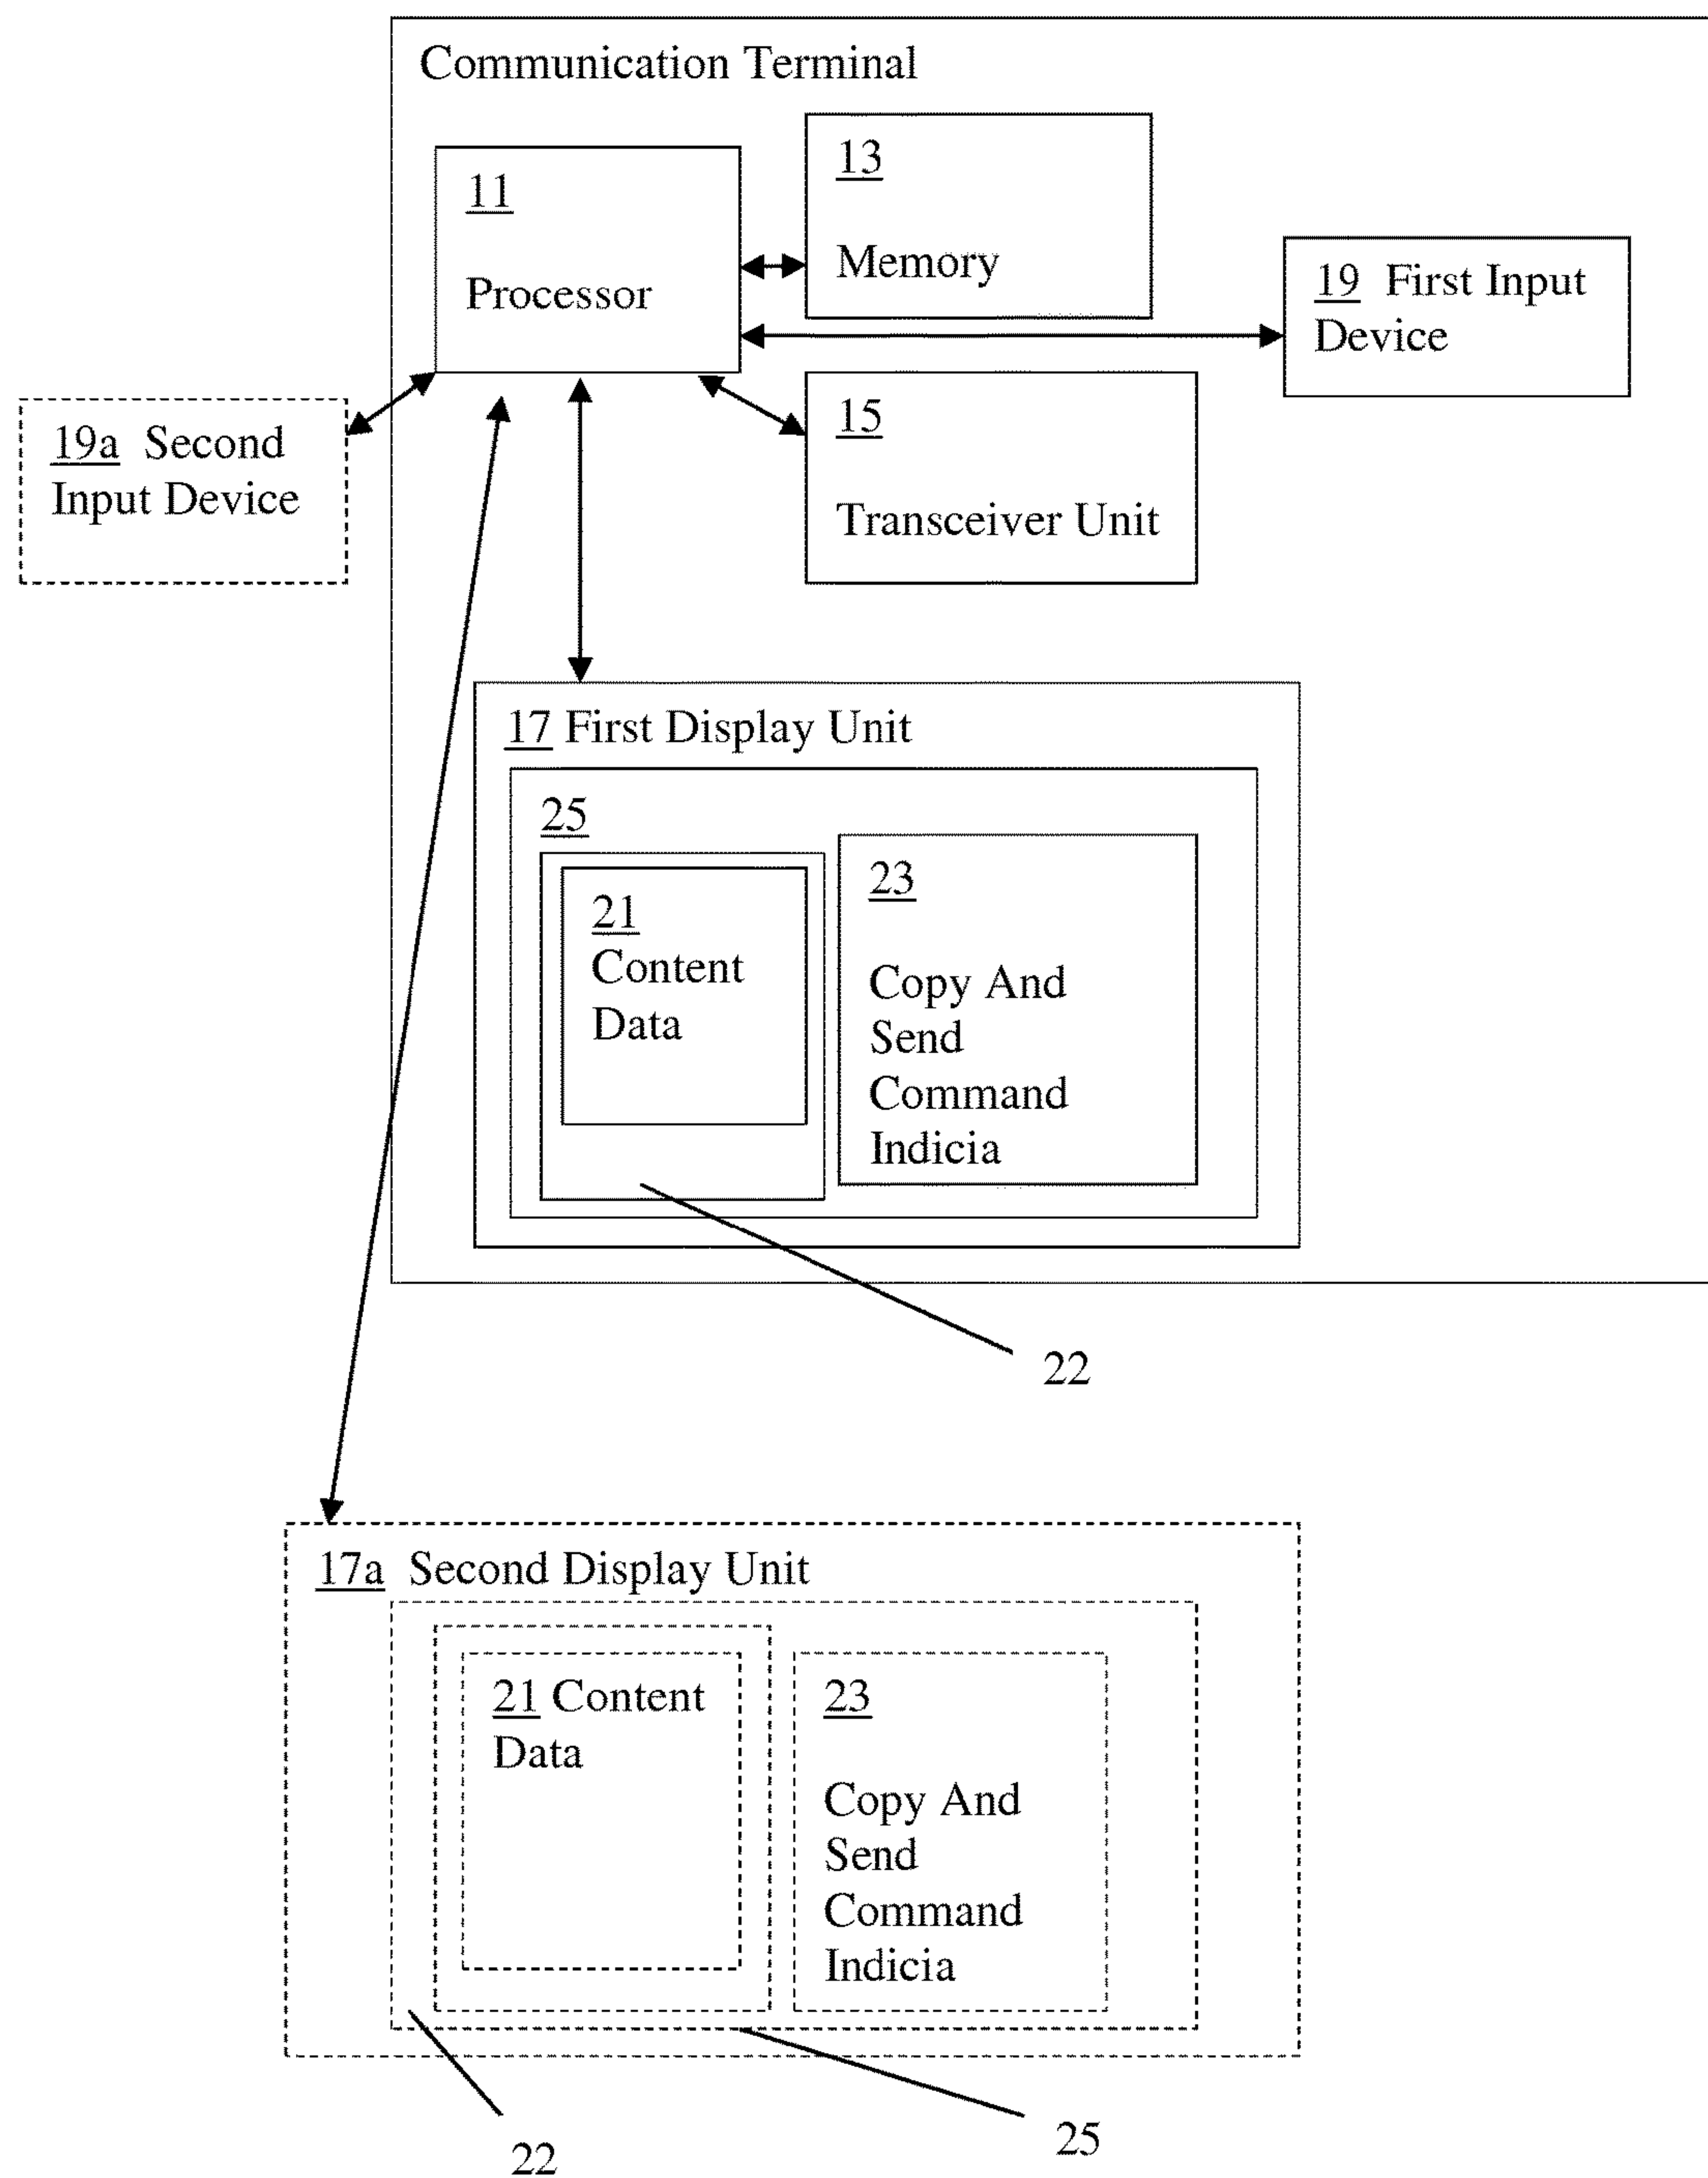 Communication Terminal
11
Processor
13
Memory
19 First Input
Device
19a Second
Input Device
15
Transceiver Unit
17 First Display Unit
25
21
Content
Data
23
Copy And
Send
Command
Indicia
22
17a Second Display Unit
21 Content
Data
23
Copy And
Send
Command
Indicia
22
25